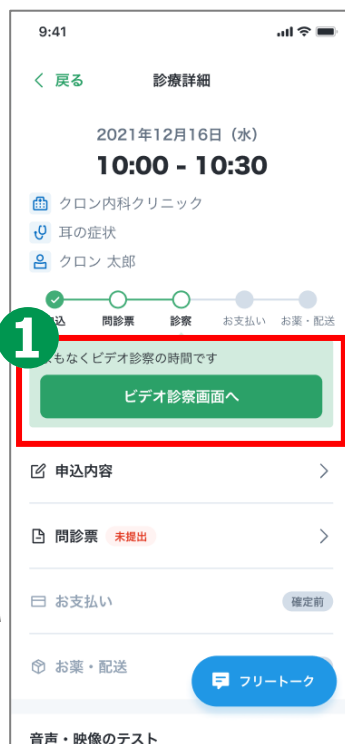 9:41
戻る 診療詳細
2021年12月16日（水）
10:00 - 10:30
クロン内科クリニック
耳の症状
クロン 太郎
込 問診票 診察 お支払い お薬・配送
1
もなくビデオ診察の時間です
ビデオ診察画面へ
申込内容
問診票 未提出
お支払い 確定前
お薬・配送
フリートーク
音声・映像のテスト